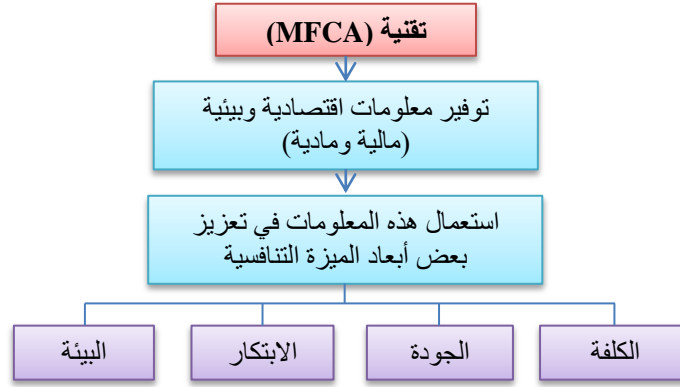 تقنية (MFCA)
توفير معلومات اقتصادية وبيئية
(مالية ومادية)
استعمال هذه المعلومات في تعزيز
بعض أبعاد الميزة التنافسية
الكلفة
الجودة
الابتكار
البيئة